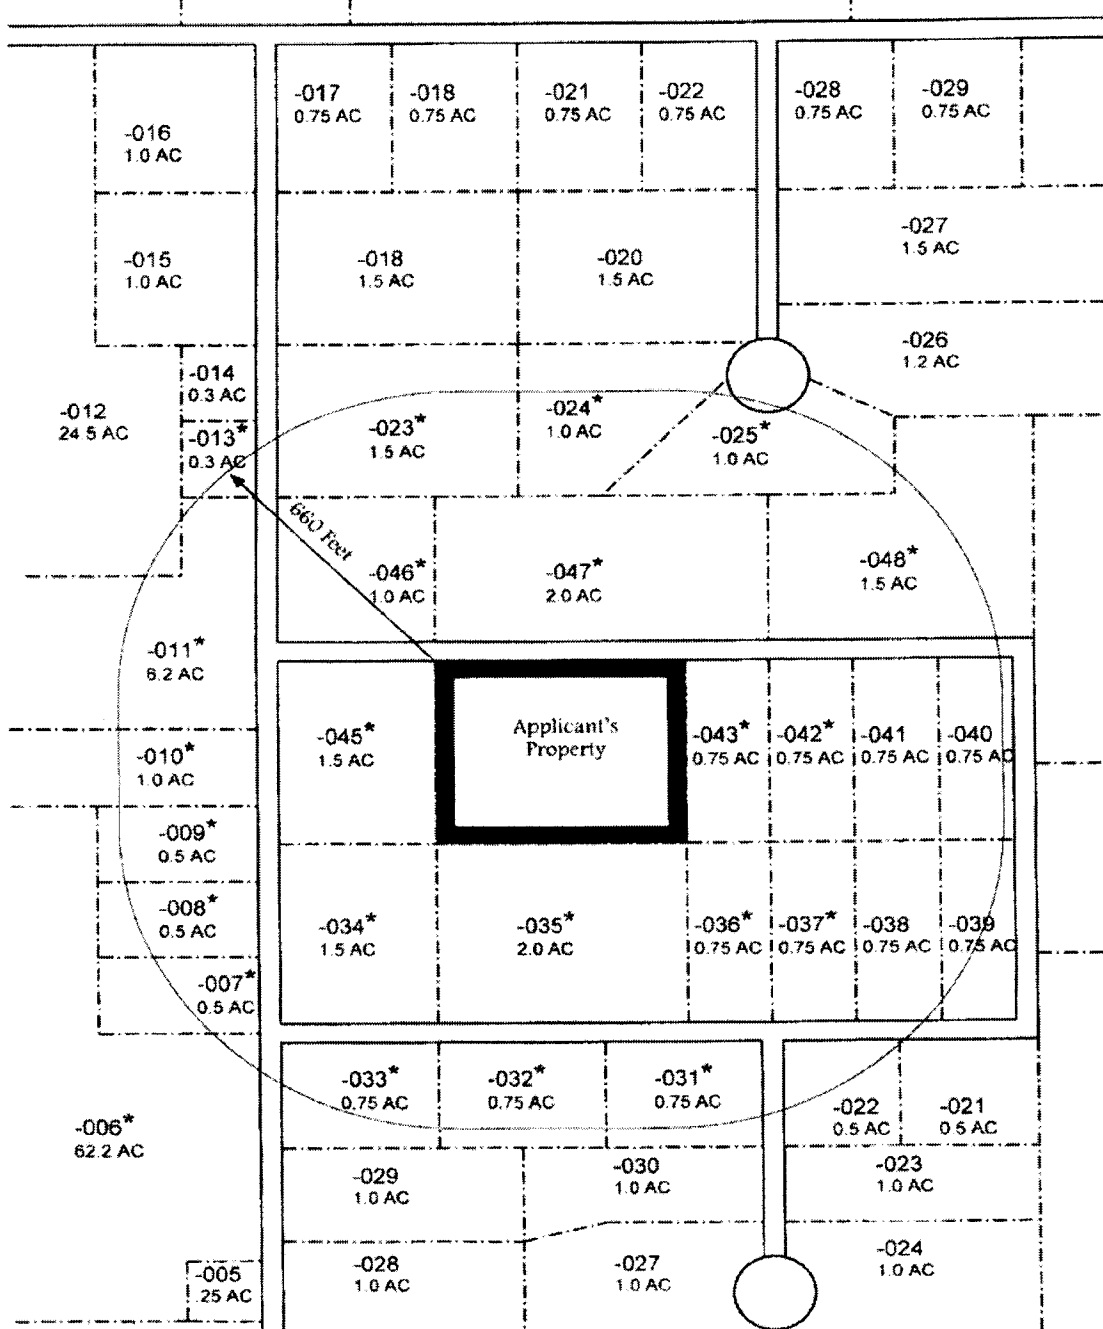 -017
0.75 AC
-018
0.75 AC
-021
0.75 AC
-022
0.75 AC
-028
0.75 AC
-029
0.75 AC
-016
1.0 AC
-015
1.0 AC
-018
1.5 AC
-020
1.5 AC
-027
1.5 AC
-026
1.2 AC
-014
0.3 AC
-012
24.5 AC
-013*
0.3 AC
-023*
1.5 AC
-024*
1.0 AC
-025*
1.0 AC
660 Feet
-046*
1.0 AC
-047*
2.0 AC
-048*
1.5 AC
-011*
6.2 AC
-045*
1.5 AC
Applicant's
Property
-043*
0.75 AC
-042*
0.75 AC
-041
0.75 AC
-040
0.75 AC
-010*
1.0 AC
-009*
0.5 AC
-008*
0.5 AC
-007*
0.5 AC
-034*
1.5 AC
-035*
2.0 AC
-036*
0.75 AC
-037*
0.75 AC
-038
0.75 AC
-039
0.75 AC
-033*
0.75 AC
-032*
0.75 AC
-031*
0.75 AC
-022
0.5 AC
-021
0.5 AC
-006*
62.2 AC
-029
1.0 AC
-030
1.0 AC
-023
1.0 AC
-005
.25 AC
-028
1.0 AC
-027
1.0 AC
-024
1.0 AC